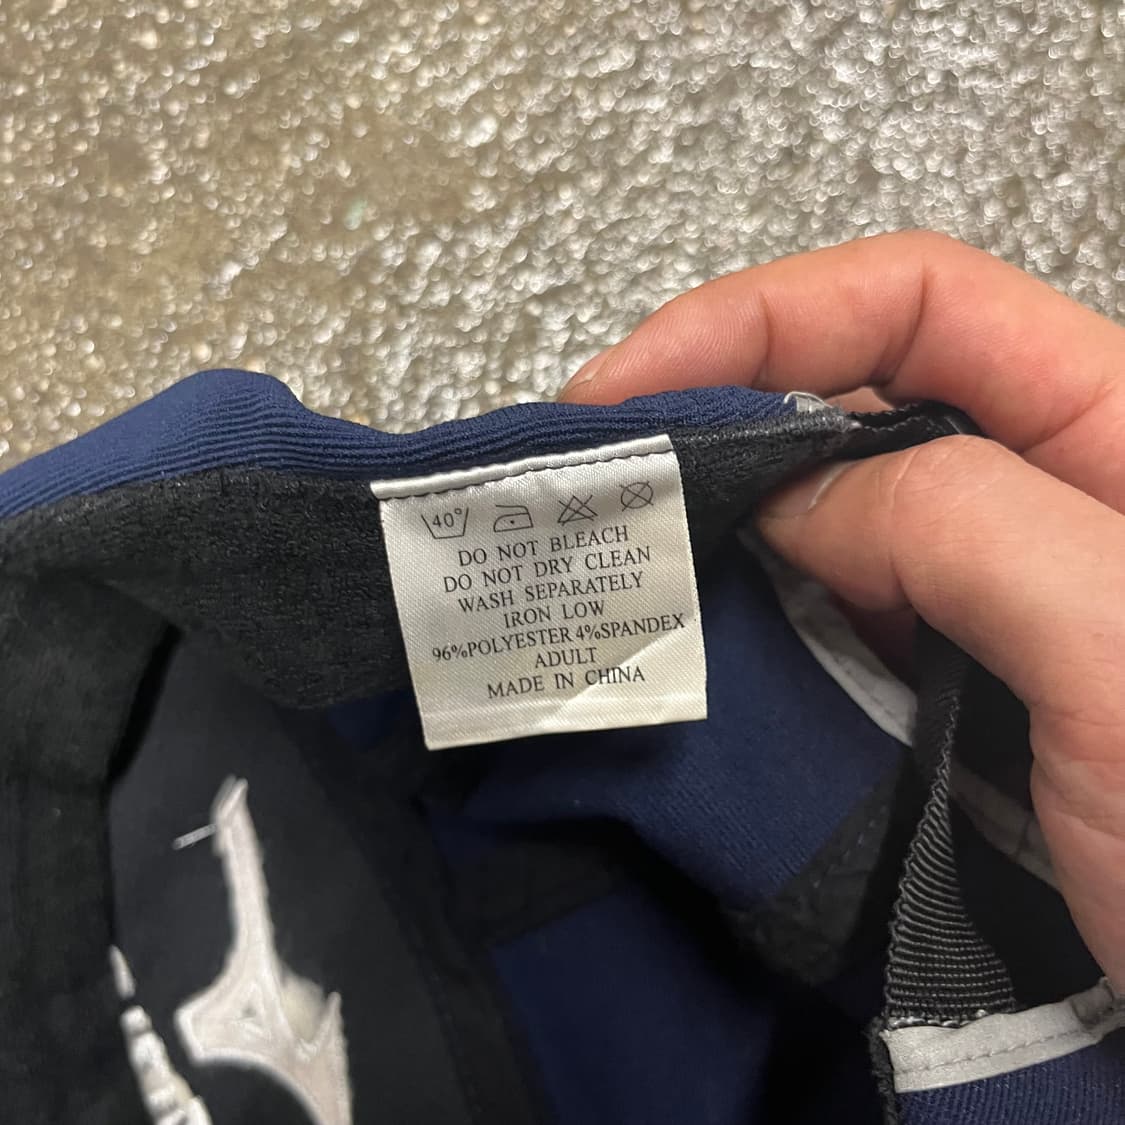 40°
DO NOT BLEACH
DO NOT DRY CLEAN
WASH SEPARATELY
IRON LOW
96%POLYESTER 4%SPANDEX
ADULT
MADE IN CHINA